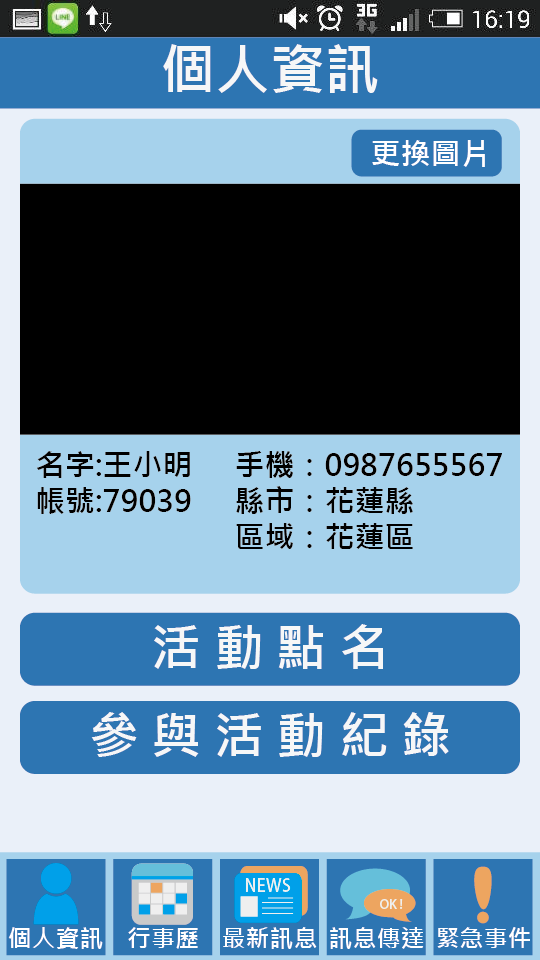 LINE 3G 16:19
個人資訊
更換圖片
名字:王小明 手機：0987655567
帳號:79039 縣市：花蓮縣
區域：花蓮區
活動點名
參與活動紀錄
NEWS OK!
個人資訊 行事歷 最新訊息 訊息傳達 緊急事件